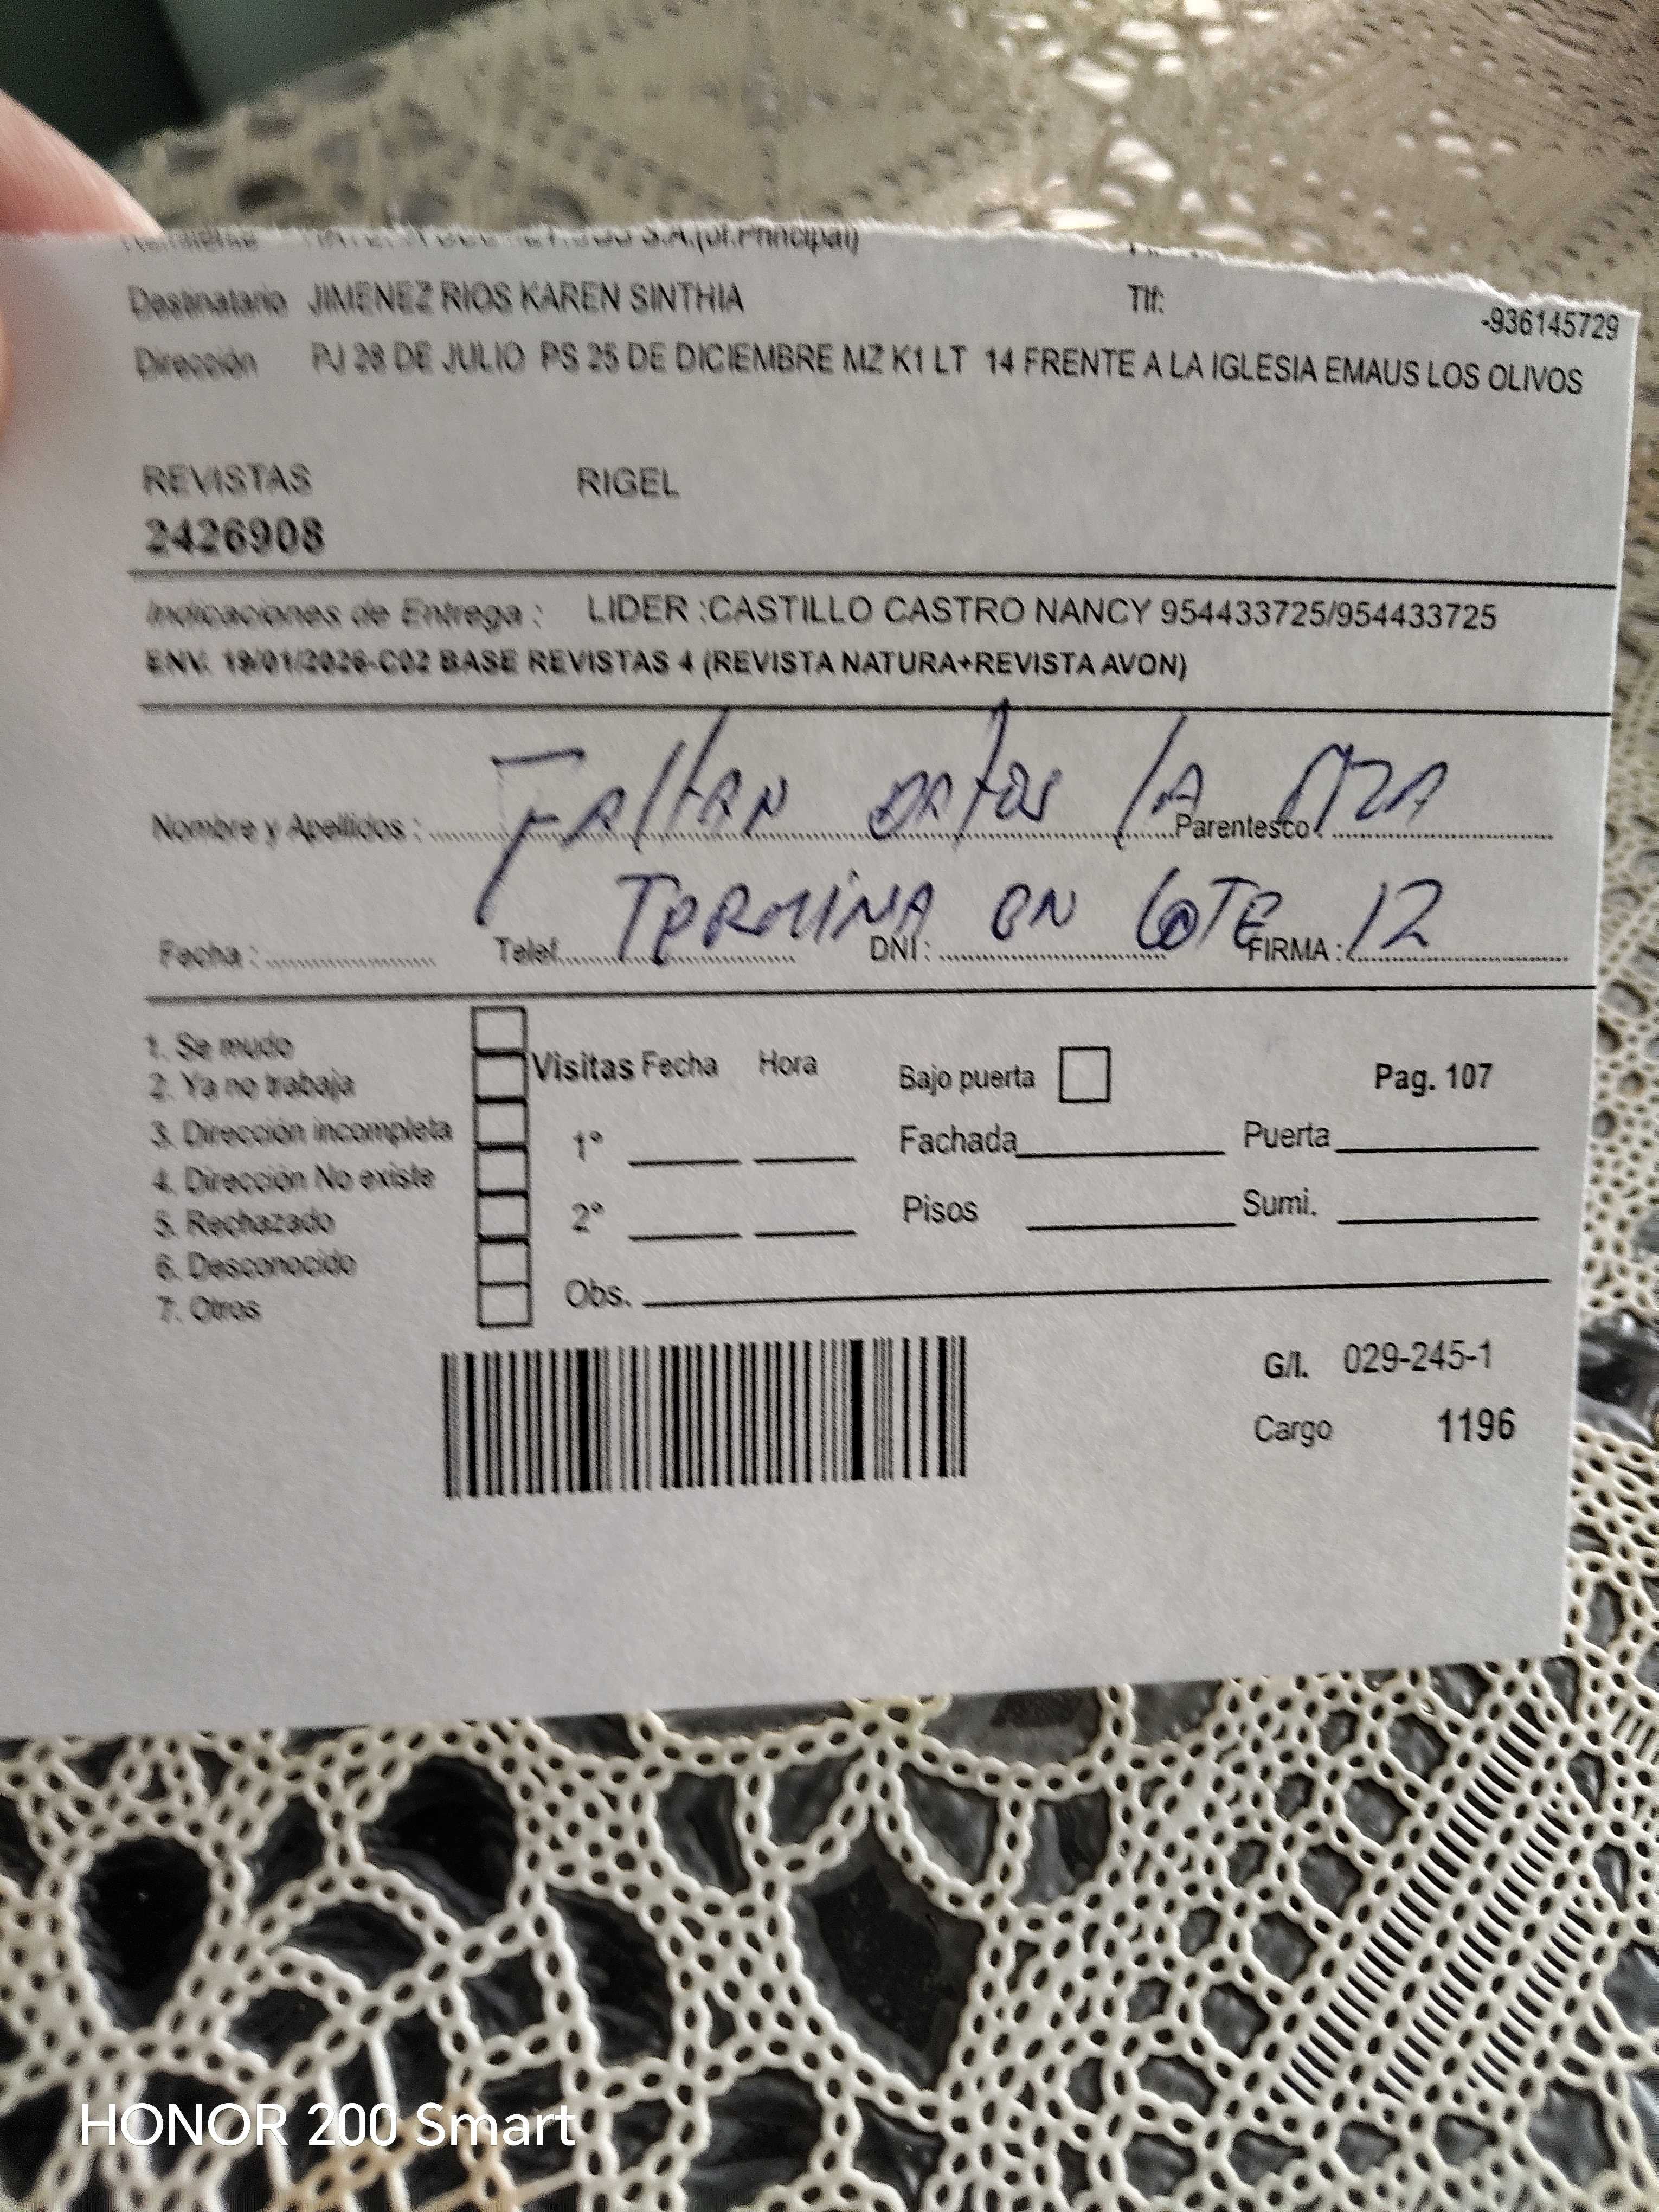 S.A.(of.Principal)
Destinatario JIMENEZ RIOS KAREN SINTHIA Tlf: -936145729
Dirección PJ 28 DE JULIO PS 25 DE DICIEMBRE MZ K1 LT 14 FRENTE A LA IGLESIA EMAUS LOS OLIVOS
REVISTAS RIGEL
2426908
Indicaciones de Entrega : LIDER :CASTILLO CASTRO NANCY 954433725/954433725
ENV. 19/01/2026-C02 BASE REVISTAS 4 (REVISTA NATURA+REVISTA AVON)
FALTAN DATOS LA MZA
Nombre y Apellidos : Parentesco :
TERMINA EN LOTE 12
Fecha : Telef. DNI : FIRMA :
1. Se mudo
2. Ya no trabaja
3. Dirección incompleta
4. Dirección No existe
5. Rechazado
6. Desconocido
7. Otros
Visitas Fecha Hora Bajo puerta Pag. 107
1° Fachada Puerta
2° Pisos Sumi.
Obs.
G/I. 029-245-1
Cargo 1196
HONOR 200 Smart